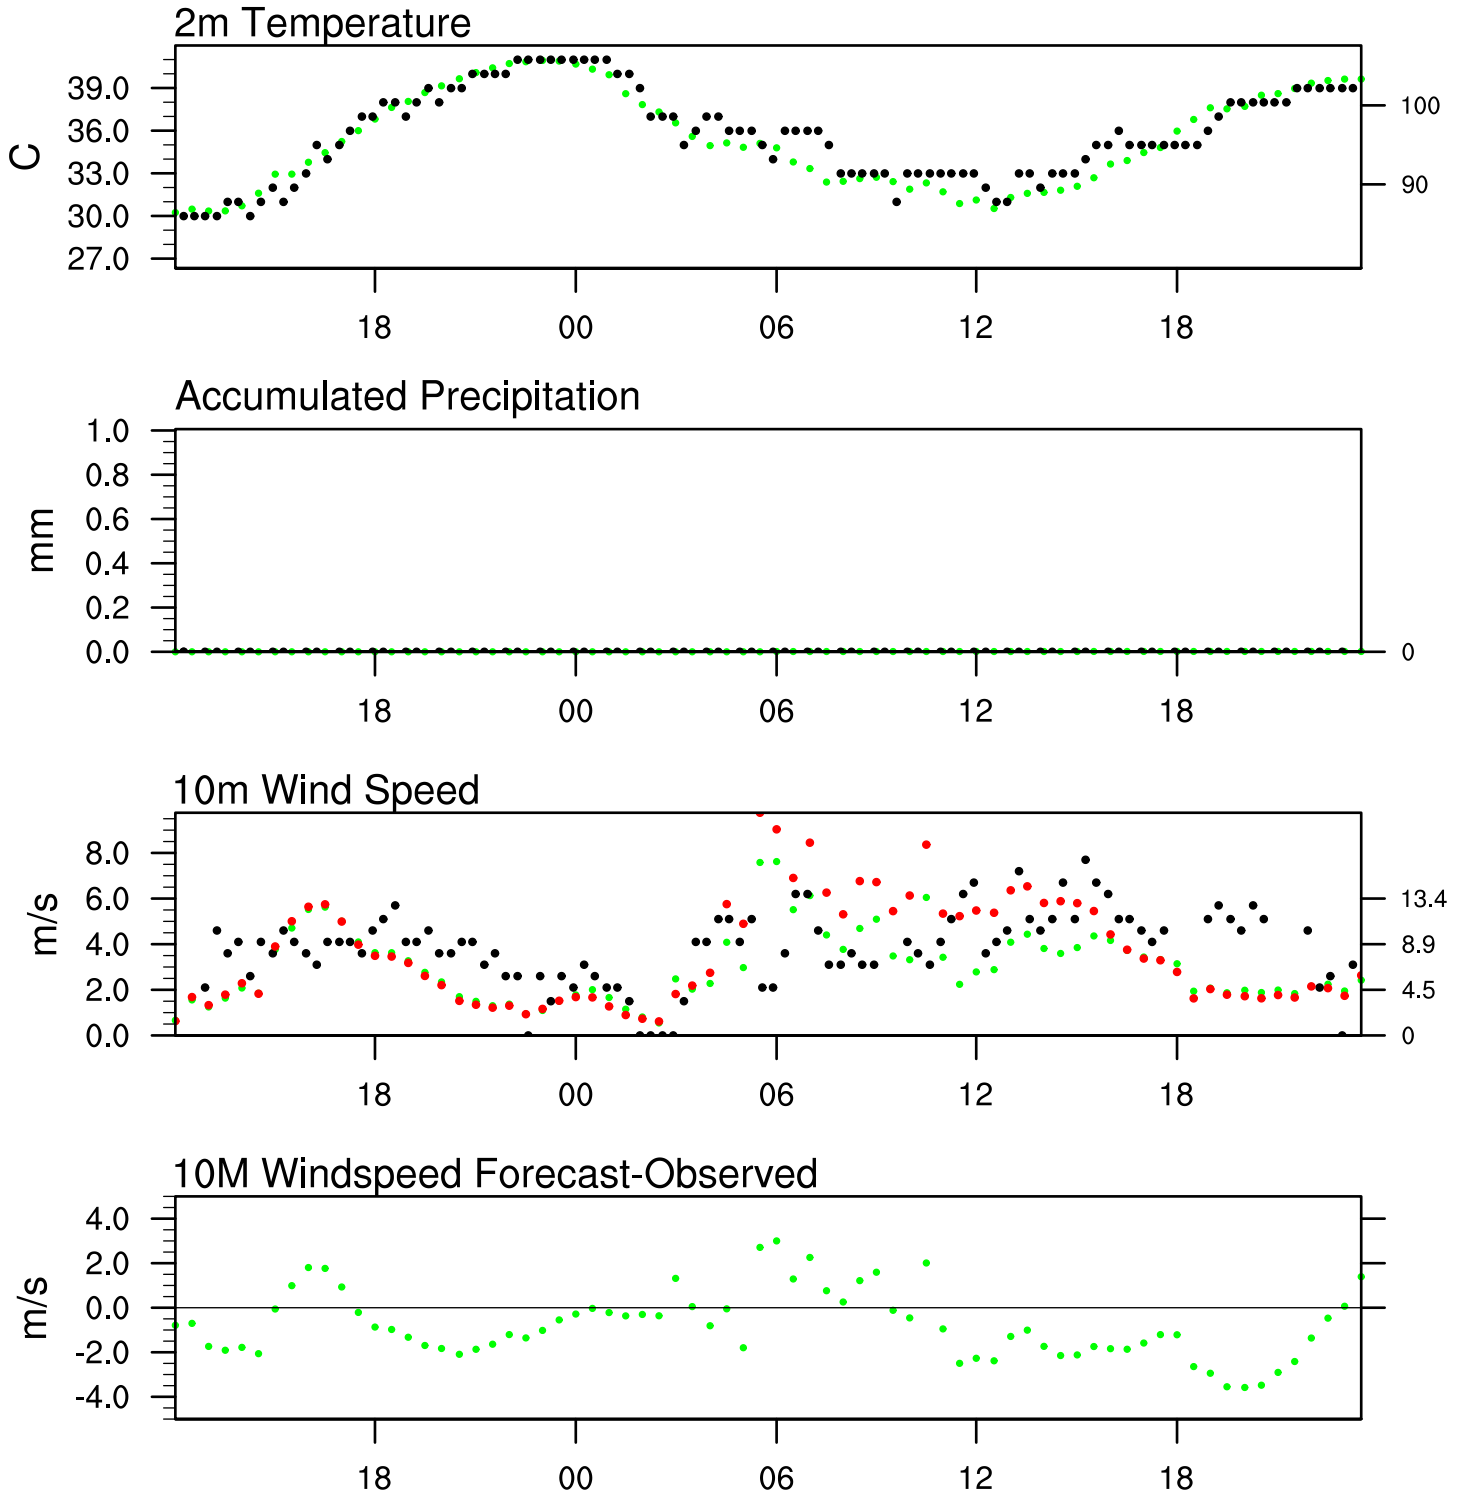 2m Temperature
39.0
36.0
33.0
30.0
27.0
C
100
90
18 00 06 12 18
Accumulated Precipitation
1.0
0.8
0.6
0.4
0.2
0.0
mm
0
18 00 06 12 18
10m Wind Speed
8.0
6.0
4.0
2.0
0.0
m/s
13.4
8.9
4.5
0
18 00 06 12 18
10M Windspeed Forecast-Observed
4.0
2.0
0.0
-2.0
-4.0
m/s
18 00 06 12 18